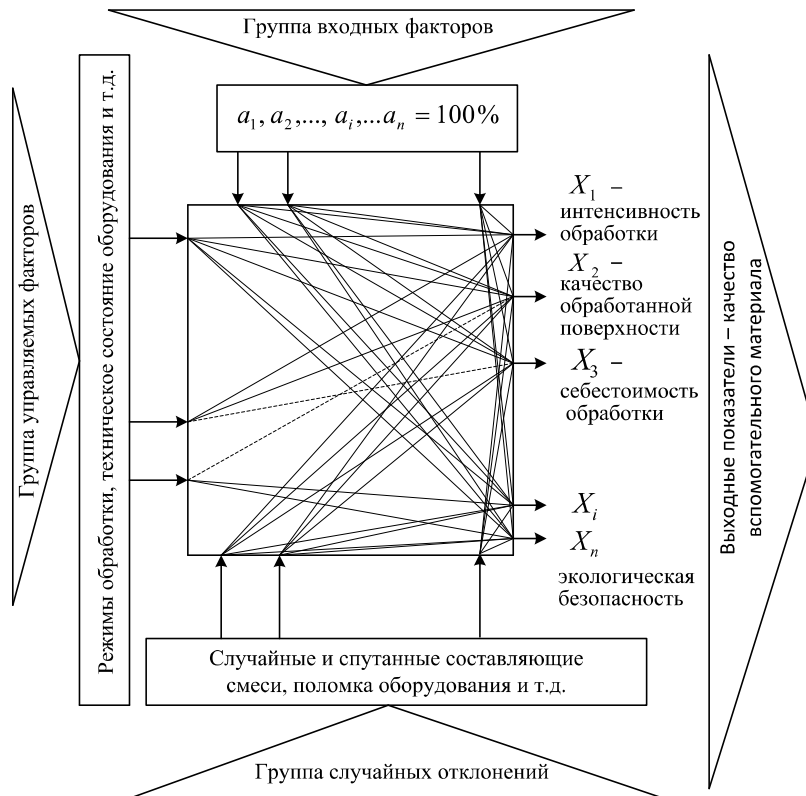 Группа входных факторов
a₁, a₂,..., aᵢ,...aₙ = 100%
Группа управляемых факторов
Режимы обработки, техническое состояние оборудования и т.д.
X₁ –
интенсивность
обработки
X₂ –
качество
обработанной
поверхности
X₃ –
себестоимость
обработки
Xᵢ
Xₙ
экологическая
безопасность
Выходные показатели – качество
вспомогательного материала
Случайные и спутанные составляющие
смеси, поломка оборудования и т.д.
Группа случайных отклонений